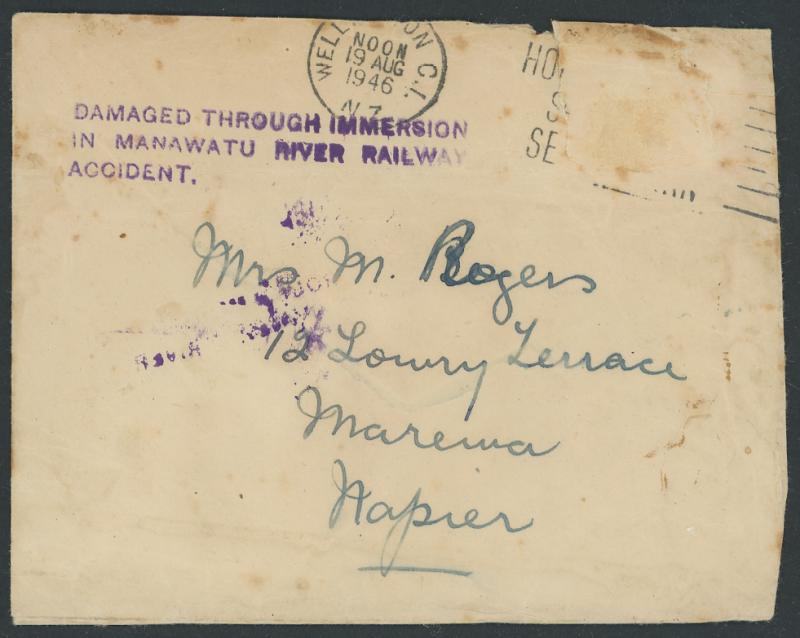 NOON
19 AUG
1946
N.Z.
C.1.
DAMAGED THROUGH IMMERSION
IN MANAWATU RIVER RAILWAY
ACCIDENT.
Mrs M. Rogers
12 Lowry Terrace
Marewa
Napier